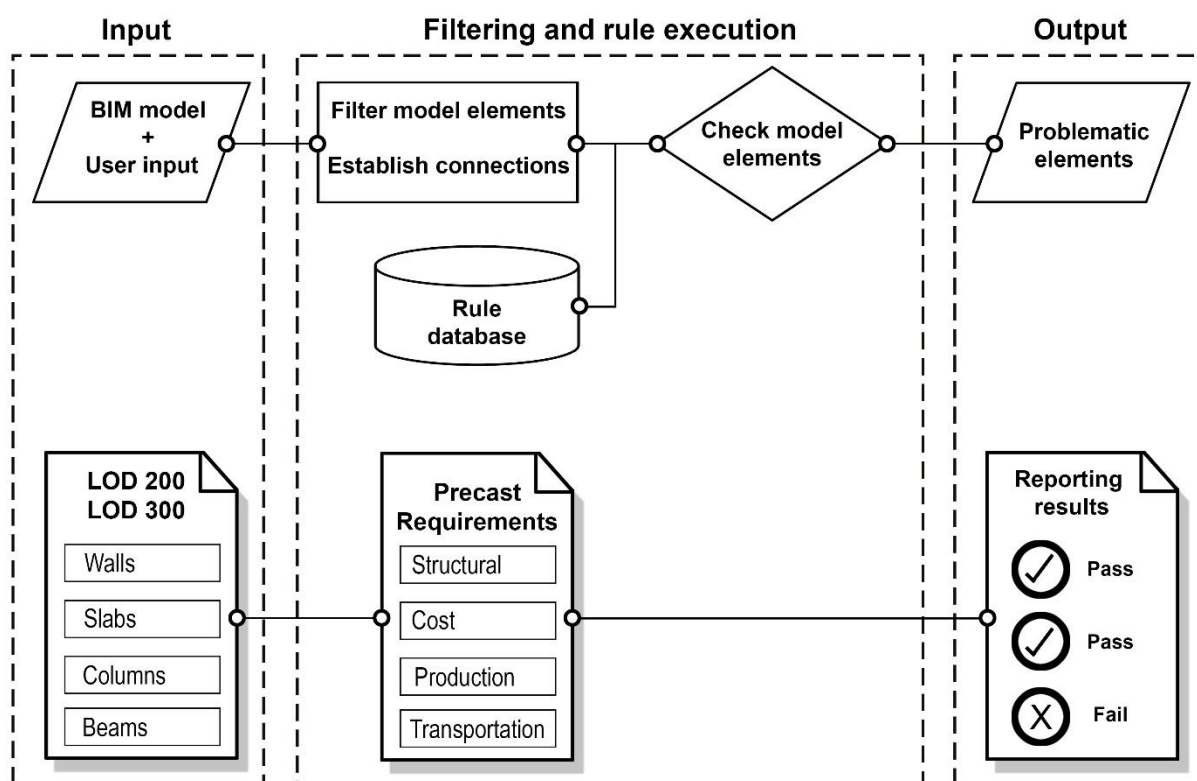 Input
Filtering and rule execution
Output
BIM model
+
User input
Filter model elements
Establish connections
Check model
elements
Problematic
elements
Rule
database
LOD 200
LOD 300
Walls
Slabs
Columns
Beams
Precast
Requirements
Structural
Cost
Production
Transportation
Reporting
results
Pass
Pass
X Fail